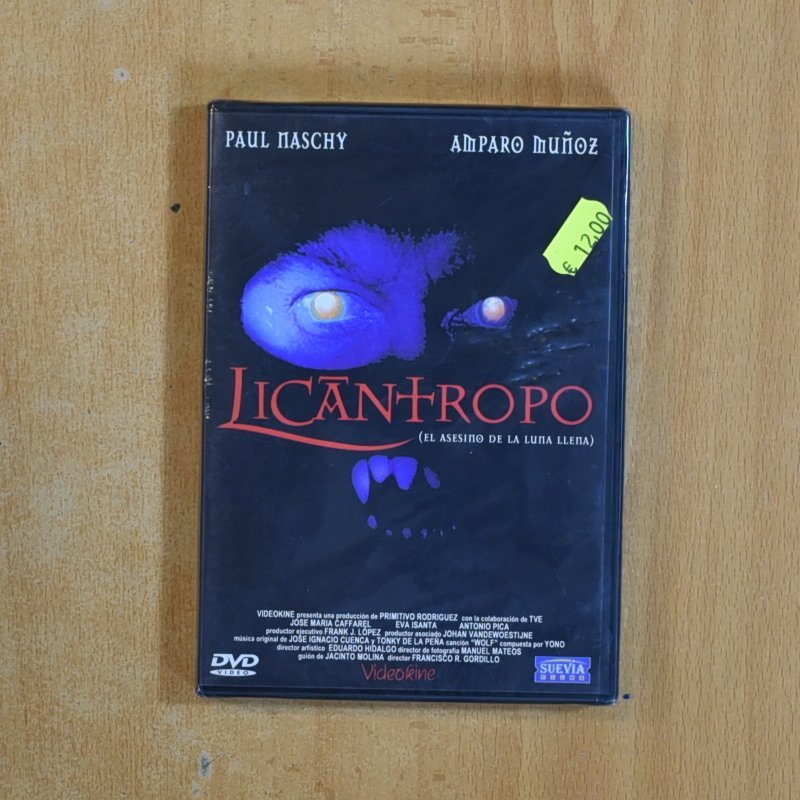 PAUL NASCHY AMPARO MUÑOZ
€ 12,00
LICĀNTROPO
(EL ASESINO DE LA LUNA LLENA)
VIDEOKINE presenta una producción de PRIMITIVO RODRIGUEZ con la colaboración de TVE
JOSE MARIA CAFFAREL EVA ISANTA ANTONIO PICA
productor ejecutivo FRANK J. LÓPEZ productor asociado JOHAN VANDEWOESTIJNE
música original de JOSE IGNACIO CUENCA y TONKY DE LA PEÑA canción "WOLF" compuesta por YONO
director artístico EDUARDO HIDALGO director de fotografía MANUEL MATEOS
guión de JACINTO MOLINA director FRANCISCO R. GORDILLO
DVD
VIDEO
Videokine
SUEVIA
FILMS